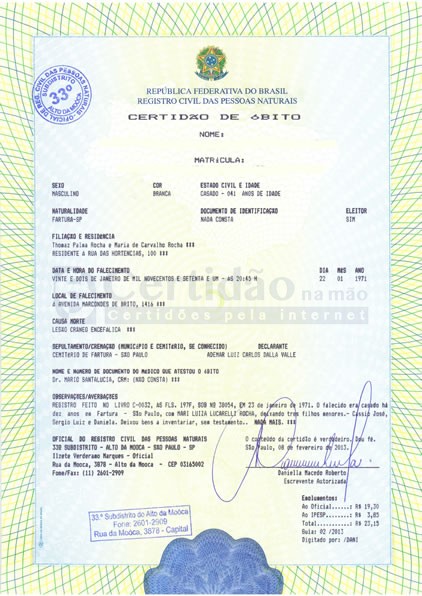 OFICIAL DE REG. CIVIL DAS PESSOAS NATURAIS
33º
SUBDISTRITO
ALTO DA MOÓCA
REPÚBLICA FEDERATIVA DO BRASIL
REGISTRO CIVIL DAS PESSOAS NATURAIS
CERTIDÃO DE ÓBITO
NOME:
MATRÍCULA:
SEXO COR ESTADO CIVIL E IDADE
MASCULINO BRANCA CASADO - 041 ANOS DE IDADE
NATURALIDADE DOCUMENTO DE IDENTIFICAÇÃO ELEITOR
FARTURA-SP NADA CONSTA SIM
FILIAÇÃO E RESIDÊNCIA
Thomaz Palma Rocha e Maria de Carvalho Rocha ***
RESIDENTE A RUA DAS HORTENCIAS, 100 ***
DATA E HORA DO FALECIMENTO DIA MÊS ANO
VINTE E DOIS DE JANEIRO DE MIL NOVECENTOS E SETENTA E UM - AS 20:45 H 22 01 1971
certidão na mão
Certidões pela internet
LOCAL DE FALECIMENTO
A AVENIDA MARCONDES DE BRITO, 1416 ***
CAUSA MORTE
LESÃO CRANEO ENCEFALICA ***
SEPULTAMENTO/CREMAÇÃO (MUNICÍPIO E CEMITÉRIO, SE CONHECIDO) DECLARANTE
CEMITÉRIO DE FARTURA - SÃO PAULO ADEMAR LUIZ CARLOS DALLA VALLE
NOME E NÚMERO DE DOCUMENTO DO MÉDICO QUE ATESTOU O ÓBITO
Dr. MARIO SANTALUCIA, CRM: (NÃO CONSTA) ***
OBSERVAÇÕES/AVERBAÇÕES
REGISTRO FEITO NO LIVRO C-0032, AS FLS. 197F, SOB NO 38054, EM 23 de janeiro de 1971. O falecido era casado há
dez anos na Fartura - São Paulo, com MARI LUIZA LUCARELLI ROCHA, deixando três filhos menores.- Cassio José,
Sergio Luiz e Daniela. Deixou bens a inventariar, sem testamento.. NADA MAIS. ***
OFICIAL DO REGISTRO CIVIL DAS PESSOAS NATURAIS
33O SUBDISTRITO - ALTO DA MOOCA - SÃO PAULO - SP
Ilzete Verderamo Marques - Oficial
Rua da Mooca, 3878 - Alto da Mooca - CEP 03165002
Fone/Fax: (11) 2601-2909
O conteúdo da certidão é verdadeiro. Dou fé.
São Paulo, 08 de fevereiro de 2013.
Daniella Macedo Roberto
Escrevente Autorizada
33.º Subdistrito do Alto da Moóca
Fone: 2601-2909
Rua da Moóca, 3878 - Capital
Emolumentos:
Ao Oficial....: R$ 19,30
Ao IPESP......: R$ 3,85
Total.........: R$ 23,15
Guia: 02 /2013
Digitado por: /DANI